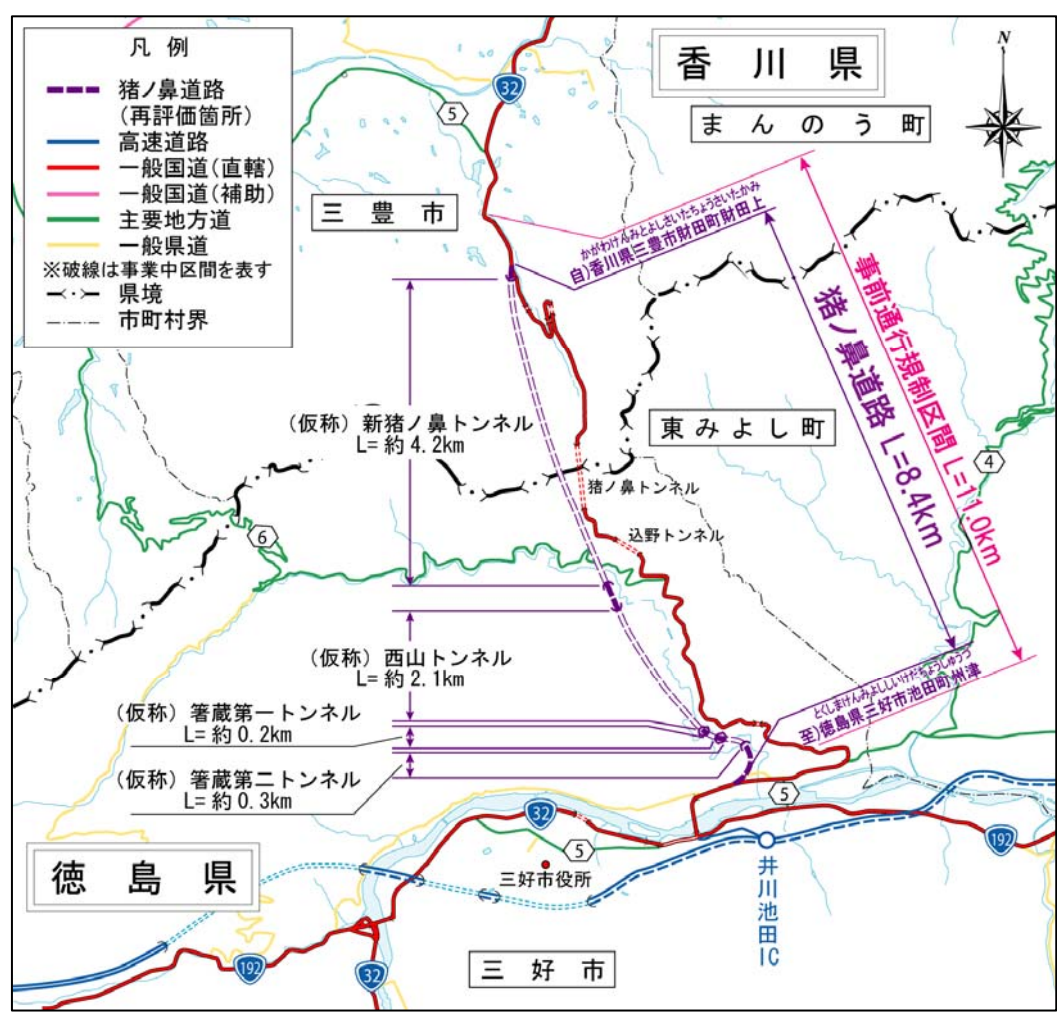 凡 例
猪ノ鼻道路
(再評価箇所)
高速道路
一般国道(直轄)
一般国道(補助)
主要地方道
一般県道
※破線は事業中区間を表す
県境
市町村界
香 川 県
N
まんのう町
32
5
三豊市
かがわけんみとよしさいたちょうさいたかみ
自)香川県三豊市財田町財田上
事前通行規制区間 L=11.0km
猪ノ鼻道路 L=8.4km
(仮称) 新猪ノ鼻トンネル
L= 約 4.2km
東みよし町
4
猪ノ鼻トンネル
6
込野トンネル
(仮称) 西山トンネル
L= 約 2.1km
とくしまけんみよししいけだちょうしゅうづ
至)徳島県三好市池田町州津
(仮称) 箸蔵第一トンネル
L= 約 0.2km
(仮称) 箸蔵第二トンネル
L= 約 0.3km
5
32
192
5
徳 島 県
三好市役所
井川池田IC
192
32
三 好 市